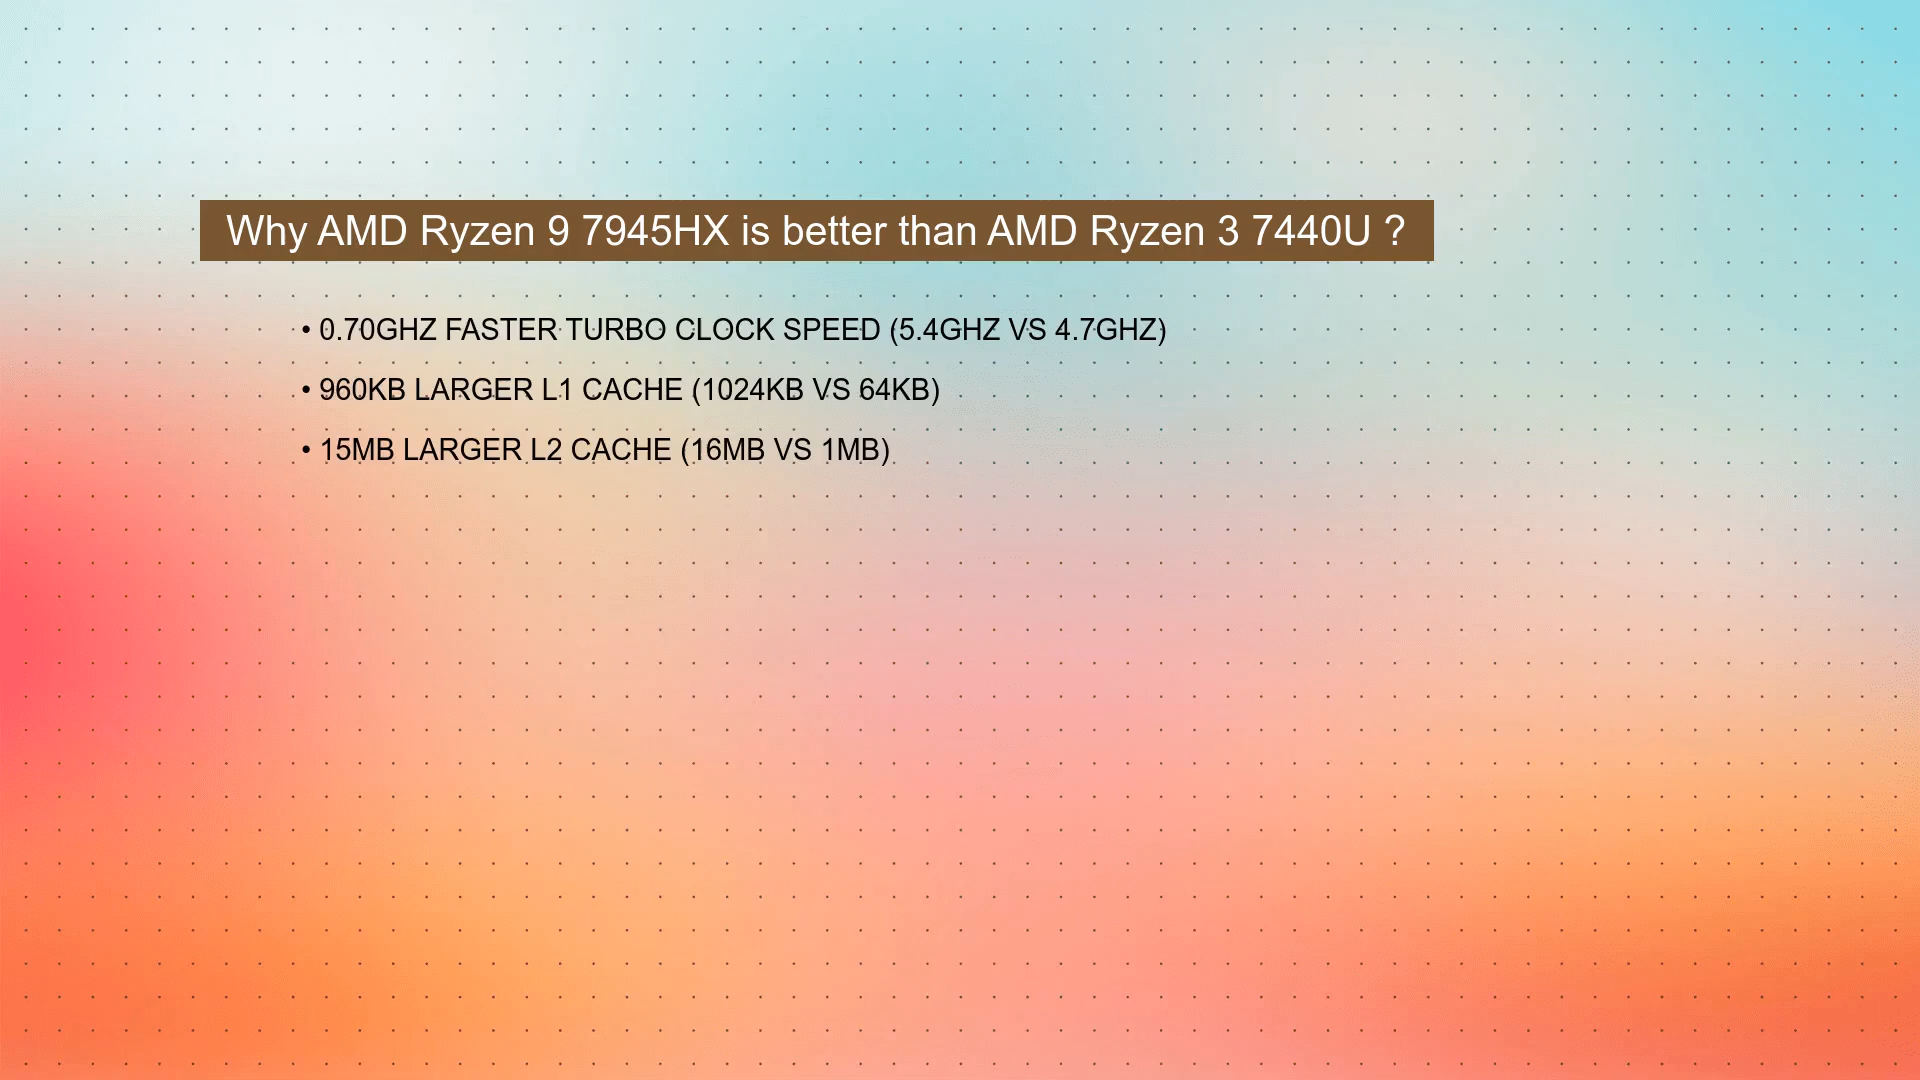 Why AMD Ryzen 9 7945HX is better than AMD Ryzen 3 7440U ?
• 0.70GHZ FASTER TURBO CLOCK SPEED (5.4GHZ VS 4.7GHZ)
• 960KB LARGER L1 CACHE (1024KB VS 64KB)
• 15MB LARGER L2 CACHE (16MB VS 1MB)